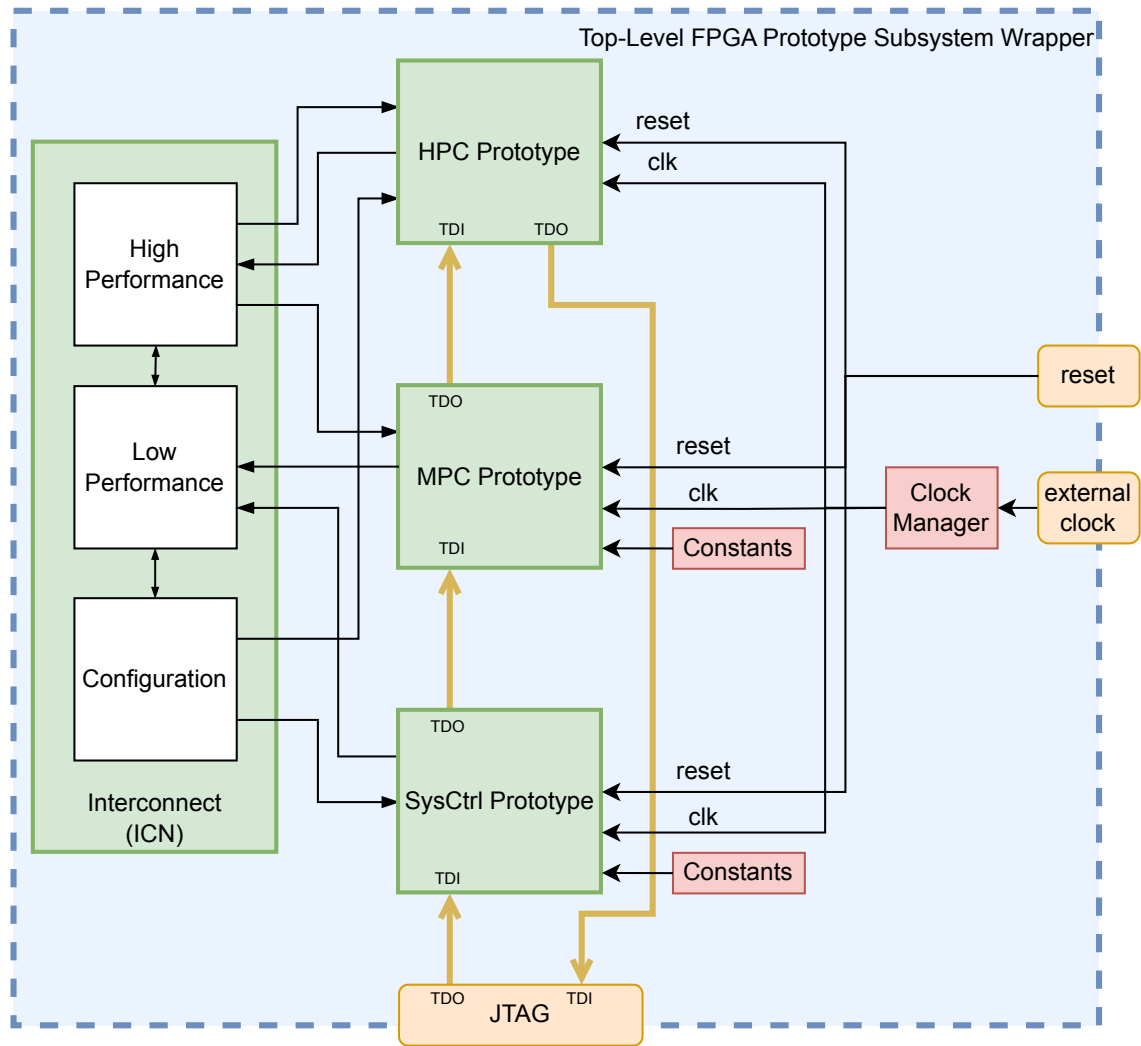 Top-Level FPGA Prototype Subsystem Wrapper
HPC Prototype
TDI
TDO
reset
clk
High
Performance
Low
Performance
Configuration
Interconnect
(ICN)
TDO
MPC Prototype
TDI
reset
clk
Constants
reset
Clock
Manager
external
clock
TDO
SysCtrl Prototype
TDI
reset
clk
Constants
TDO
JTAG
TDI